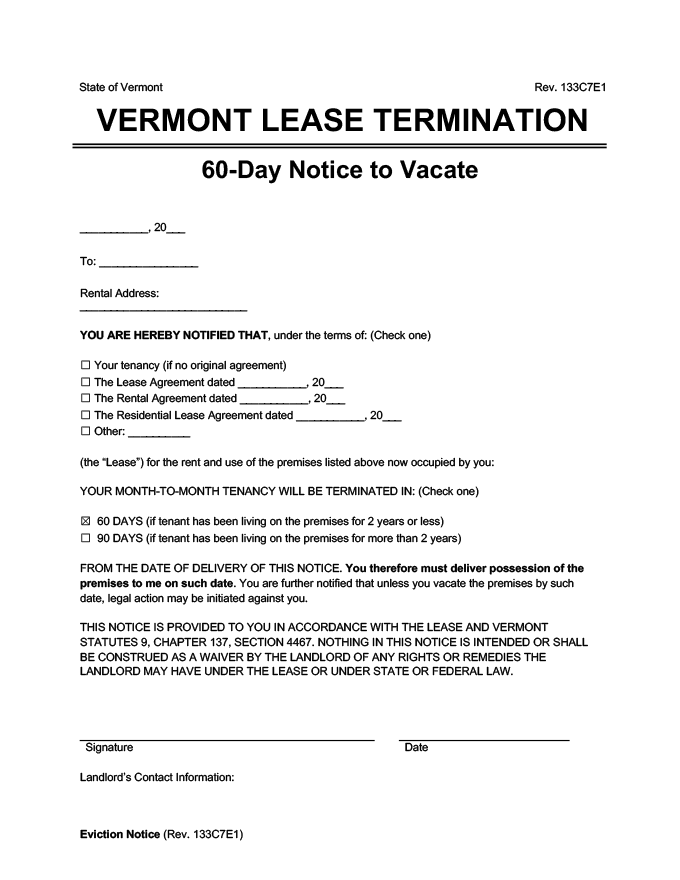 State of Vermont Rev. 133C7E1
VERMONT LEASE TERMINATION
60-Day Notice to Vacate
___________, 20___
To: ________________
Rental Address:
___________________________
YOU ARE HEREBY NOTIFIED THAT, under the terms of: (Check one)
☐ Your tenancy (if no original agreement)
☐ The Lease Agreement dated ___________, 20___
☐ The Rental Agreement dated ___________, 20___
☐ The Residential Lease Agreement dated ___________, 20___
☐ Other: __________
(the “Lease”) for the rent and use of the premises listed above now occupied by you:
YOUR MONTH-TO-MONTH TENANCY WILL BE TERMINATED IN: (Check one)
☒ 60 DAYS (if tenant has been living on the premises for 2 years or less)
☐ 90 DAYS (if tenant has been living on the premises for more than 2 years)
FROM THE DATE OF DELIVERY OF THIS NOTICE. You therefore must deliver possession of the
premises to me on such date. You are further notified that unless you vacate the premises by such
date, legal action may be initiated against you.
THIS NOTICE IS PROVIDED TO YOU IN ACCORDANCE WITH THE LEASE AND VERMONT
STATUTES 9, CHAPTER 137, SECTION 4467. NOTHING IN THIS NOTICE IS INTENDED OR SHALL
BE CONSTRUED AS A WAIVER BY THE LANDLORD OF ANY RIGHTS OR REMEDIES THE
LANDLORD MAY HAVE UNDER THE LEASE OR UNDER STATE OR FEDERAL LAW.
Signature Date
Landlord’s Contact Information:
Eviction Notice (Rev. 133C7E1)